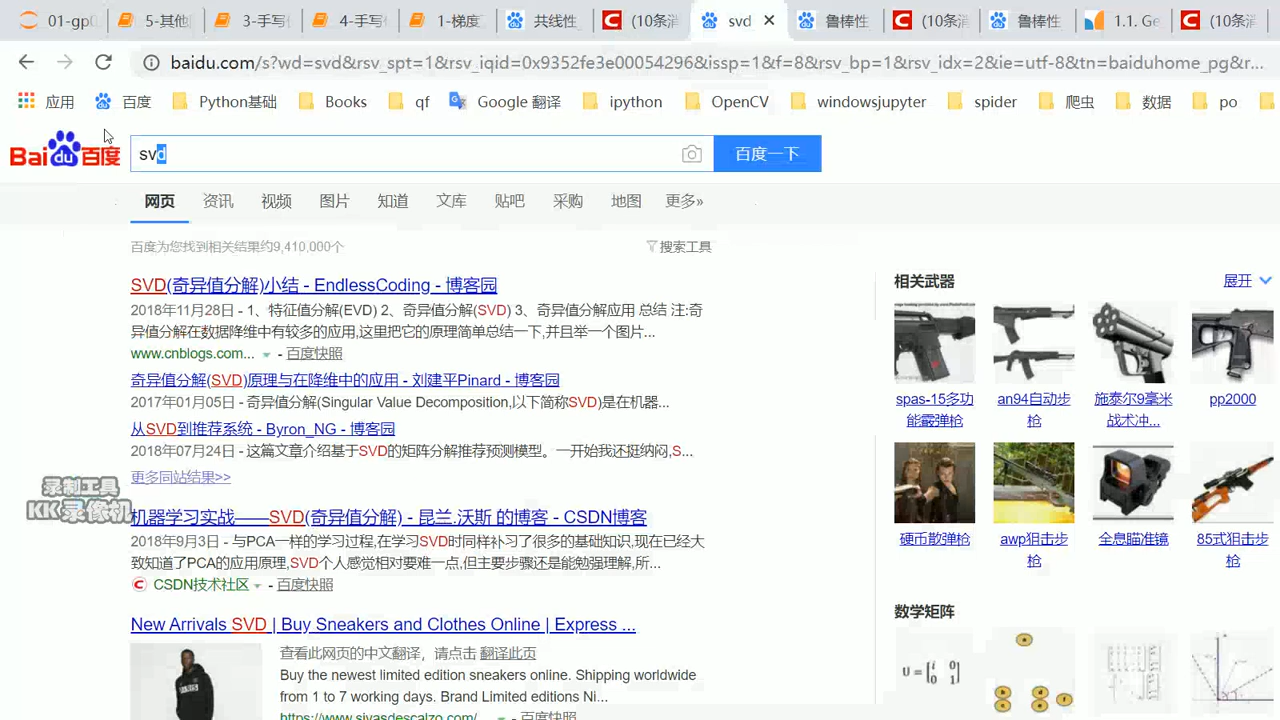 01-gp0
5-其他
3-手写
4-手写
1-梯度
共线性
(10条消
svd
鲁棒性
(10条消
鲁棒性
1.1. Ge
(10条消
baidu.com/s?wd=svd&rsv_spt=1&rsv_iqid=0x9352fe3e00054296&issp=1&f=8&rsv_bp=1&rsv_idx=2&ie=utf-8&tn=baiduhome_pg&r...
应用 百度 Python基础 Books qf Google 翻译 ipython OpenCV windowsjupyter spider 爬虫 数据 po
Bai du 百度 svd 百度一下
网页 资讯 视频 图片 知道 文库 贴吧 采购 地图 更多»
百度为您找到相关结果约9,410,000个 搜索工具
SVD(奇异值分解)小结 - EndlessCoding - 博客园
2018年11月28日 - 1、特征值分解(EVD) 2、奇异值分解(SVD) 3、奇异值分解应用 总结 注:奇
异值分解在数据降维中有较多的应用,这里把它的原理简单总结一下,并且举一个图片...
www.cnblogs.com... - 百度快照
奇异值分解(SVD)原理与在降维中的应用 - 刘建平Pinard - 博客园
2017年01月05日 - 奇异值分解(Singular Value Decomposition,以下简称SVD)是在机器...
从SVD到推荐系统 - Byron_NG - 博客园
2018年07月24日 - 这篇文章介绍基于SVD的矩阵分解推荐预测模型。一开始我还挺纳闷,S...
更多同站结果>>
录制工具
KK录像机
机器学习实战——SVD(奇异值分解) - 昆兰.沃斯 的博客 - CSDN博客
2018年9月3日 - 与PCA一样的学习过程,在学习SVD时同样补习了很多的基础知识,现在已经大
致知道了PCA的应用原理,SVD个人感觉相对要难一点,但主要步骤还是能勉强理解,所...
CSDN技术社区 - 百度快照
New Arrivals SVD | Buy Sneakers and Clothes Online | Express ...
查看此网页的中文翻译，请点击 翻译此页
Buy the newest limited edition sneakers online. Shipping worldwide
from 1 to 7 working days. Brand Limited editions Ni...
https://www.sivasdescalzo.com/... - 百度快照
相关武器 展开
spas-15多功
能霰弹枪
an94自动步
枪
施泰尔9毫米
战术冲...
pp2000
硬币散弹枪
awp狙击步
枪
全息瞄准镜
85式狙击步
枪
数学矩阵